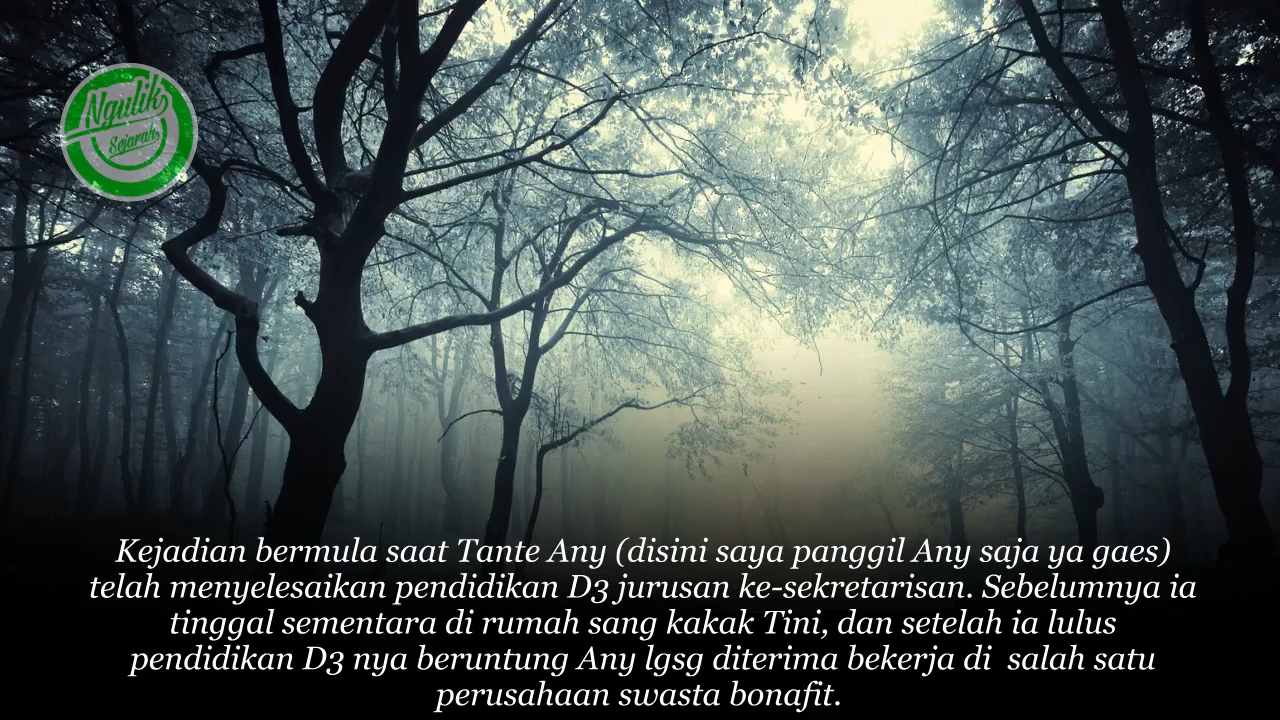 Ngulik
Sejarah
Kejadian bermula saat Tante Any (disini saya panggil Any saja ya gaes)
telah menyelesaikan pendidikan D3 jurusan ke-sekretarisan. Sebelumnya ia
tinggal sementara di rumah sang kakak Tini, dan setelah ia lulus
pendidikan D3 nya beruntung Any lgsg diterima bekerja di  salah satu
perusahaan swasta bonafit.